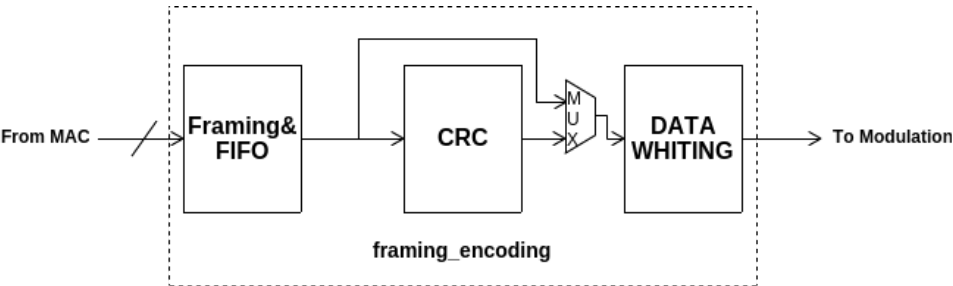 From MAC
Framing&
FIFO
CRC
M
U
X
DATA
WHITING
To Modulation
framing_encoding